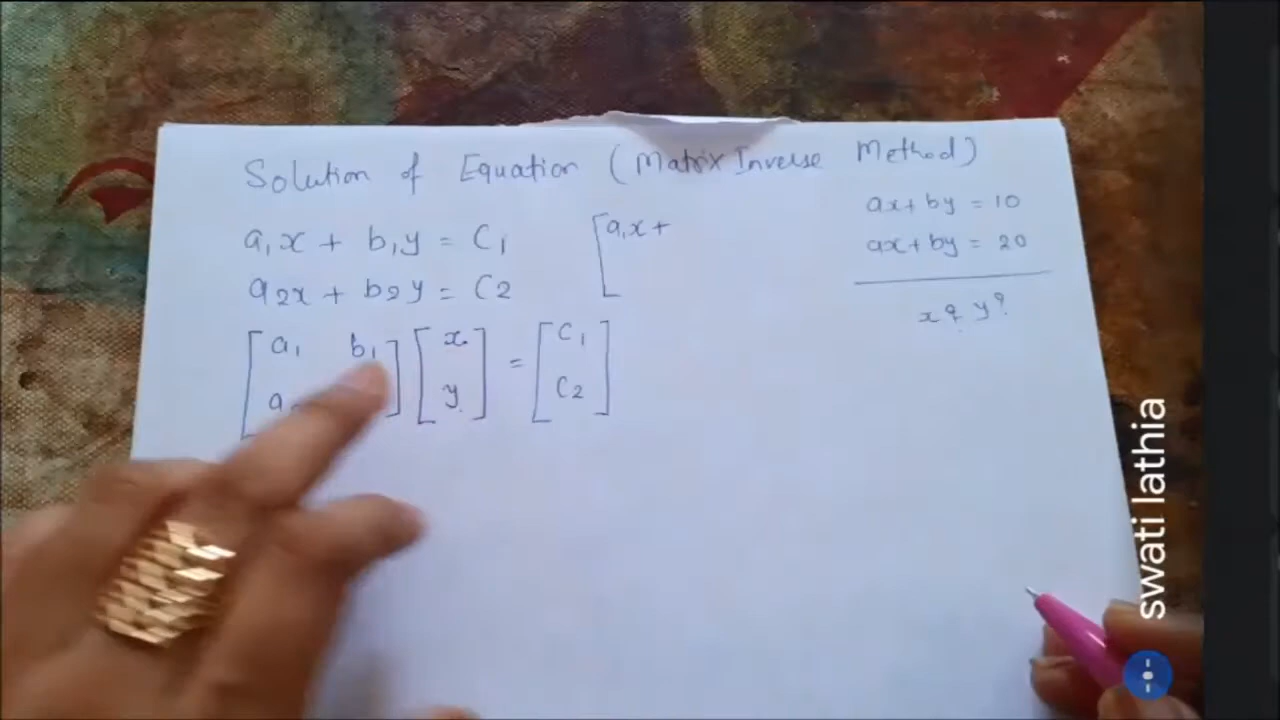 Solution of Equation (Matrix Inverse Method)
a₁x + b₁y = C₁
a₂x + b₂y = C₂
[a₁x +
ax + by = 10
ax + by = 20
x? y?
[a₁ b₁] [x] = [C₁]
[a₂] [y] [C₂]
swati lathia